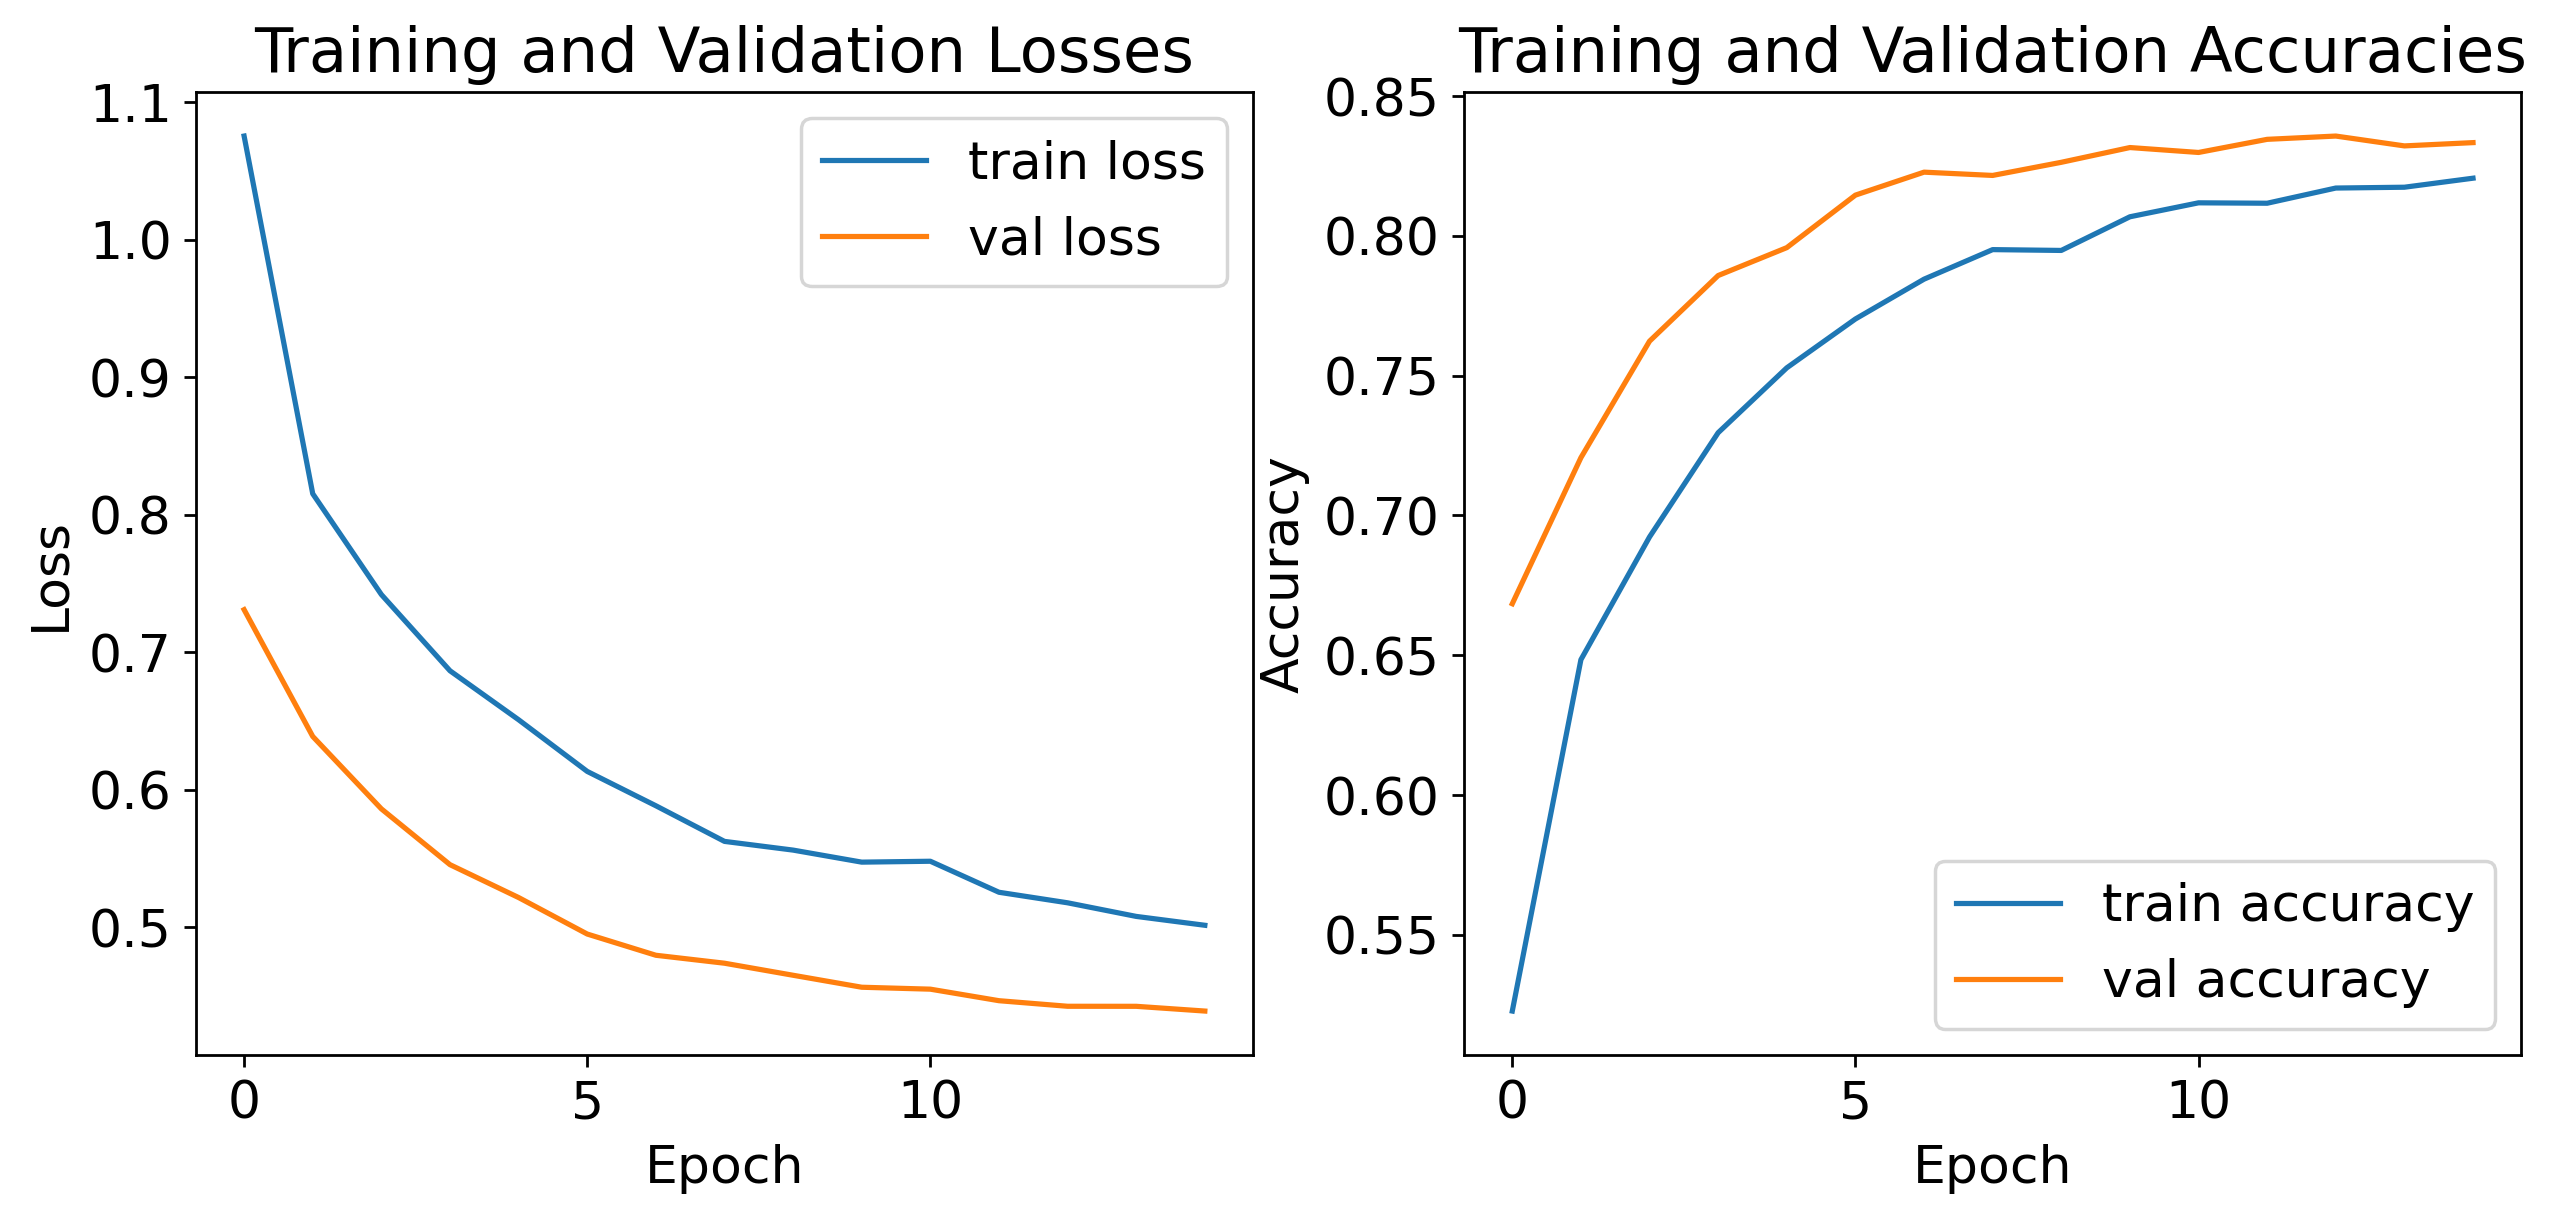 Training and Validation Losses
1.1
1.0
0.9
0.8
0.7
0.6
0.5
Loss
train loss
val loss
0 5 10
Epoch
Training and Validation Accuracies
0.85
0.80
0.75
0.70
0.65
0.60
0.55
Accuracy
train accuracy
val accuracy
0 5 10
Epoch